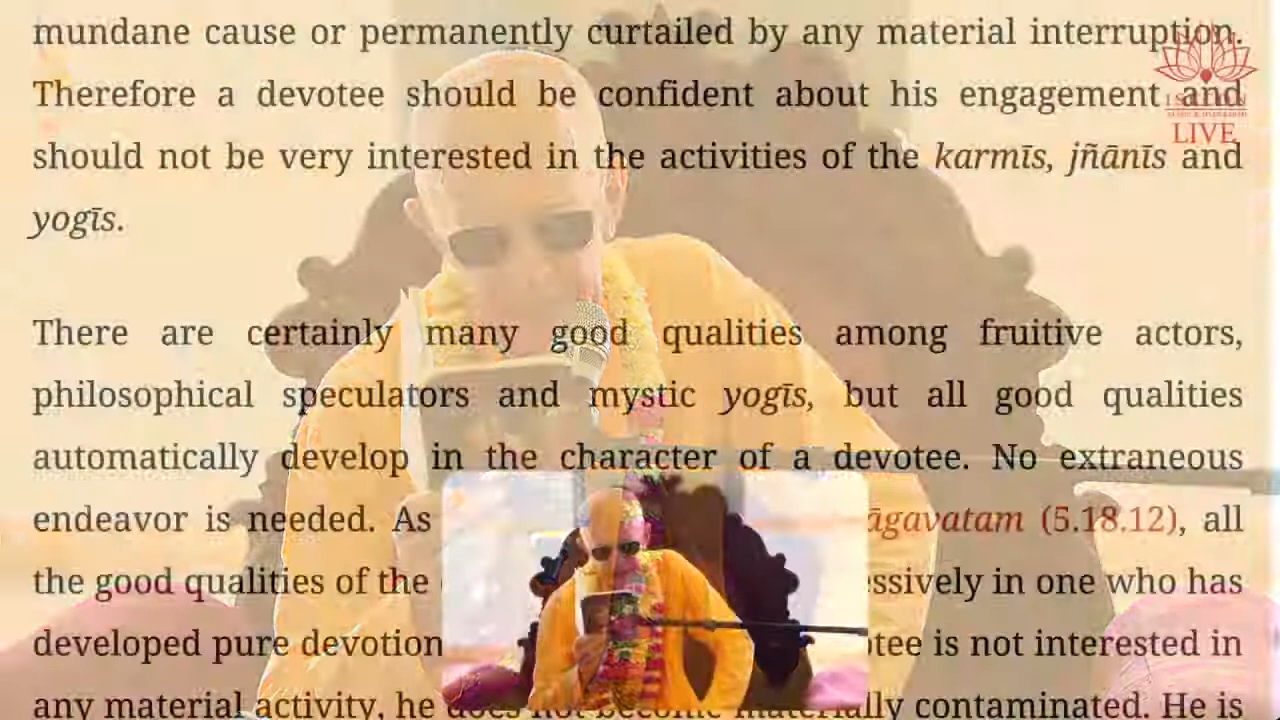 mundane cause or permanently curtailed by any material interruption.
Therefore a devotee should be confident about his engagement and
should not be very interested in the activities of the karmīs, jñānīs and
yogīs.
There are certainly many good qualities among fruitive actors,
philosophical speculators and mystic yogīs, but all good qualities
automatically develop in the character of a devotee. No extraneous
endeavor is needed. As āgavatam (5.18.12), all
the good qualities of the essively in one who has
developed pure devotion otee is not interested in
any material activity, he does not become materially contaminated. He is
LIVE